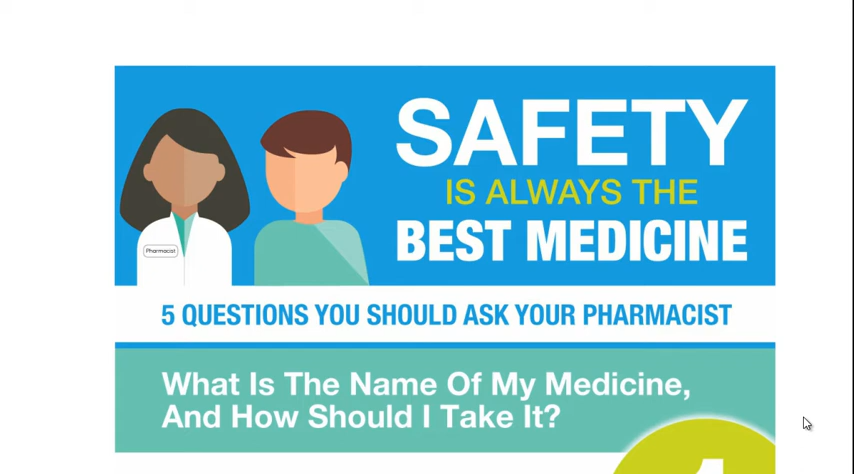 SAFETY
IS ALWAYS THE
BEST MEDICINE
Pharmacist
5 QUESTIONS YOU SHOULD ASK YOUR PHARMACIST
What Is The Name Of My Medicine,
And How Should I Take It?
1